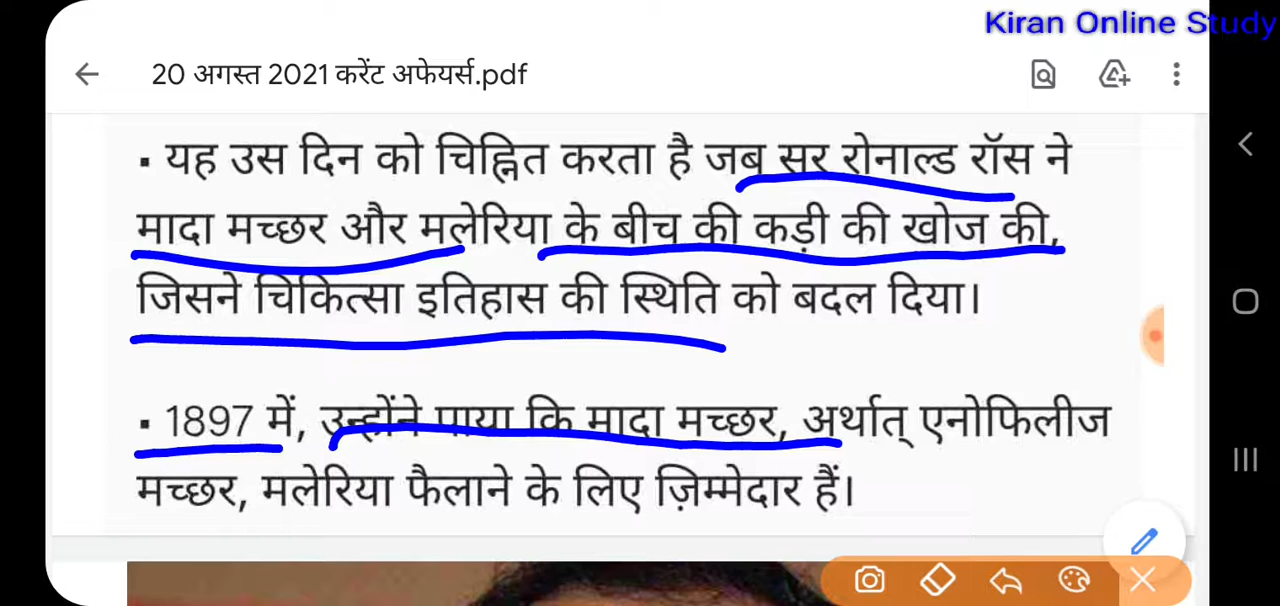 Kiran Online Study
20 अगस्त 2021 करेंट अफेयर्स.pdf
▪ यह उस दिन को चिह्नित करता है जब सर रोनाल्ड रॉस ने
मादा मच्छर और मलेरिया के बीच की कड़ी की खोज की,
जिसने चिकित्सा इतिहास की स्थिति को बदल दिया।
▪ 1897 में, उन्होंने पाया कि मादा मच्छर, अर्थात् एनोफिलीज
मच्छर, मलेरिया फैलाने के लिए ज़िम्मेदार हैं।